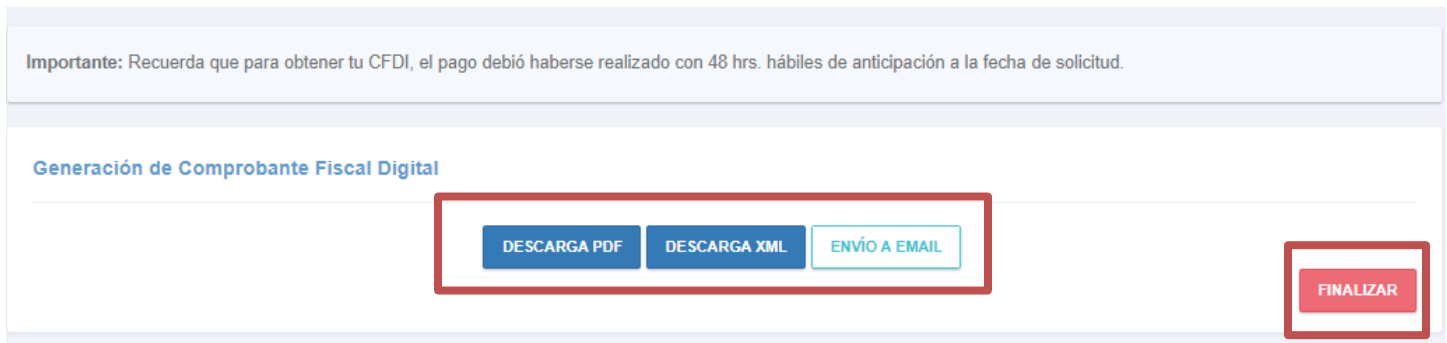 Importante: Recuerda que para obtener tu CFDI, el pago debió haberse realizado con 48 hrs. hábiles de anticipación a la fecha de solicitud.
Generación de Comprobante Fiscal Digital
DESCARGA PDF DESCARGA XML ENVÍO A EMAIL
FINALIZAR